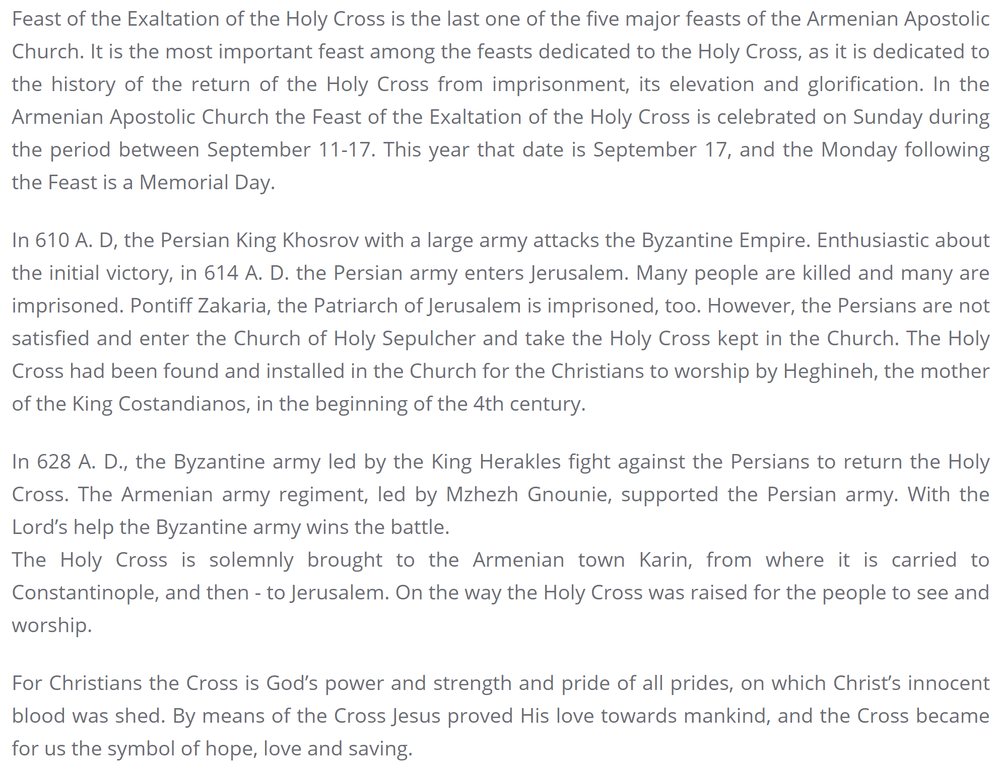 Feast of the Exaltation of the Holy Cross is the last one of the five major feasts of the Armenian Apostolic
Church. It is the most important feast among the feasts dedicated to the Holy Cross, as it is dedicated to
the history of the return of the Holy Cross from imprisonment, its elevation and glorification. In the
Armenian Apostolic Church the Feast of the Exaltation of the Holy Cross is celebrated on Sunday during
the period between September 11-17. This year that date is September 17, and the Monday following
the Feast is a Memorial Day.
In 610 A. D, the Persian King Khosrov with a large army attacks the Byzantine Empire. Enthusiastic about
the initial victory, in 614 A. D. the Persian army enters Jerusalem. Many people are killed and many are
imprisoned. Pontiff Zakaria, the Patriarch of Jerusalem is imprisoned, too. However, the Persians are not
satisfied and enter the Church of Holy Sepulcher and take the Holy Cross kept in the Church. The Holy
Cross had been found and installed in the Church for the Christians to worship by Heghineh, the mother
of the King Costandianos, in the beginning of the 4th century.
In 628 A. D., the Byzantine army led by the King Herakles fight against the Persians to return the Holy
Cross. The Armenian army regiment, led by Mzhezh Gnounie, supported the Persian army. With the
Lord’s help the Byzantine army wins the battle.
The Holy Cross is solemnly brought to the Armenian town Karin, from where it is carried to
Constantinople, and then - to Jerusalem. On the way the Holy Cross was raised for the people to see and
worship.
For Christians the Cross is God’s power and strength and pride of all prides, on which Christ’s innocent
blood was shed. By means of the Cross Jesus proved His love towards mankind, and the Cross became
for us the symbol of hope, love and saving.